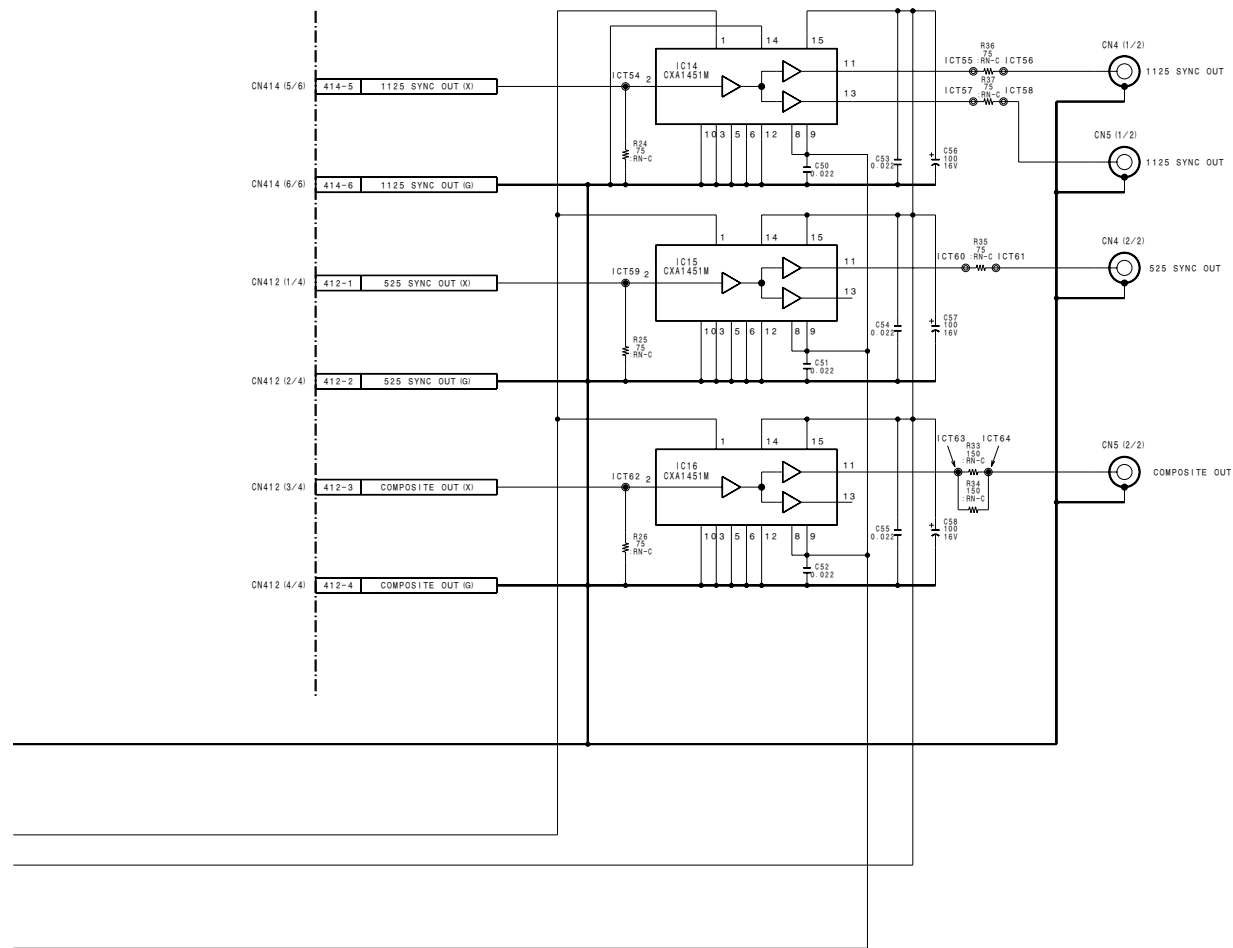 CN414 (5/6) 414-5 1125 SYNC OUT (X)
ICT54 2
R24
75
:RN-C
IC14
CXA1451M
1 14 15
11
13
10 3 5 6 12 8 9
C50
0.022
C53
0.022
C56
+
100
16V
R36
75
ICT55 :RN-C ICT56
R37
75
ICT57 :RN-C ICT58
CN4 (1/2)
1125 SYNC OUT
CN5 (1/2)
1125 SYNC OUT
CN414 (6/6) 414-6 1125 SYNC OUT (G)
CN412 (1/4) 412-1 525 SYNC OUT (X)
ICT59 2
R25
75
:RN-C
IC15
CXA1451M
1 14 15
11
13
10 3 5 6 12 8 9
C51
0.022
C54
0.022
C57
+
100
16V
R35
75
ICT60 :RN-C ICT61
CN4 (2/2)
525 SYNC OUT
CN412 (2/4) 412-2 525 SYNC OUT (G)
CN412 (3/4) 412-3 COMPOSITE OUT (X)
ICT62 2
R26
75
:RN-C
IC16
CXA1451M
1 14 15
11
13
10 3 5 6 12 8 9
C52
0.022
C55
0.022
C58
+
100
16V
ICT63 ICT64
R33
150
:RN-C
R34
150
:RN-C
CN5 (2/2)
COMPOSITE OUT
CN412 (4/4) 412-4 COMPOSITE OUT (G)